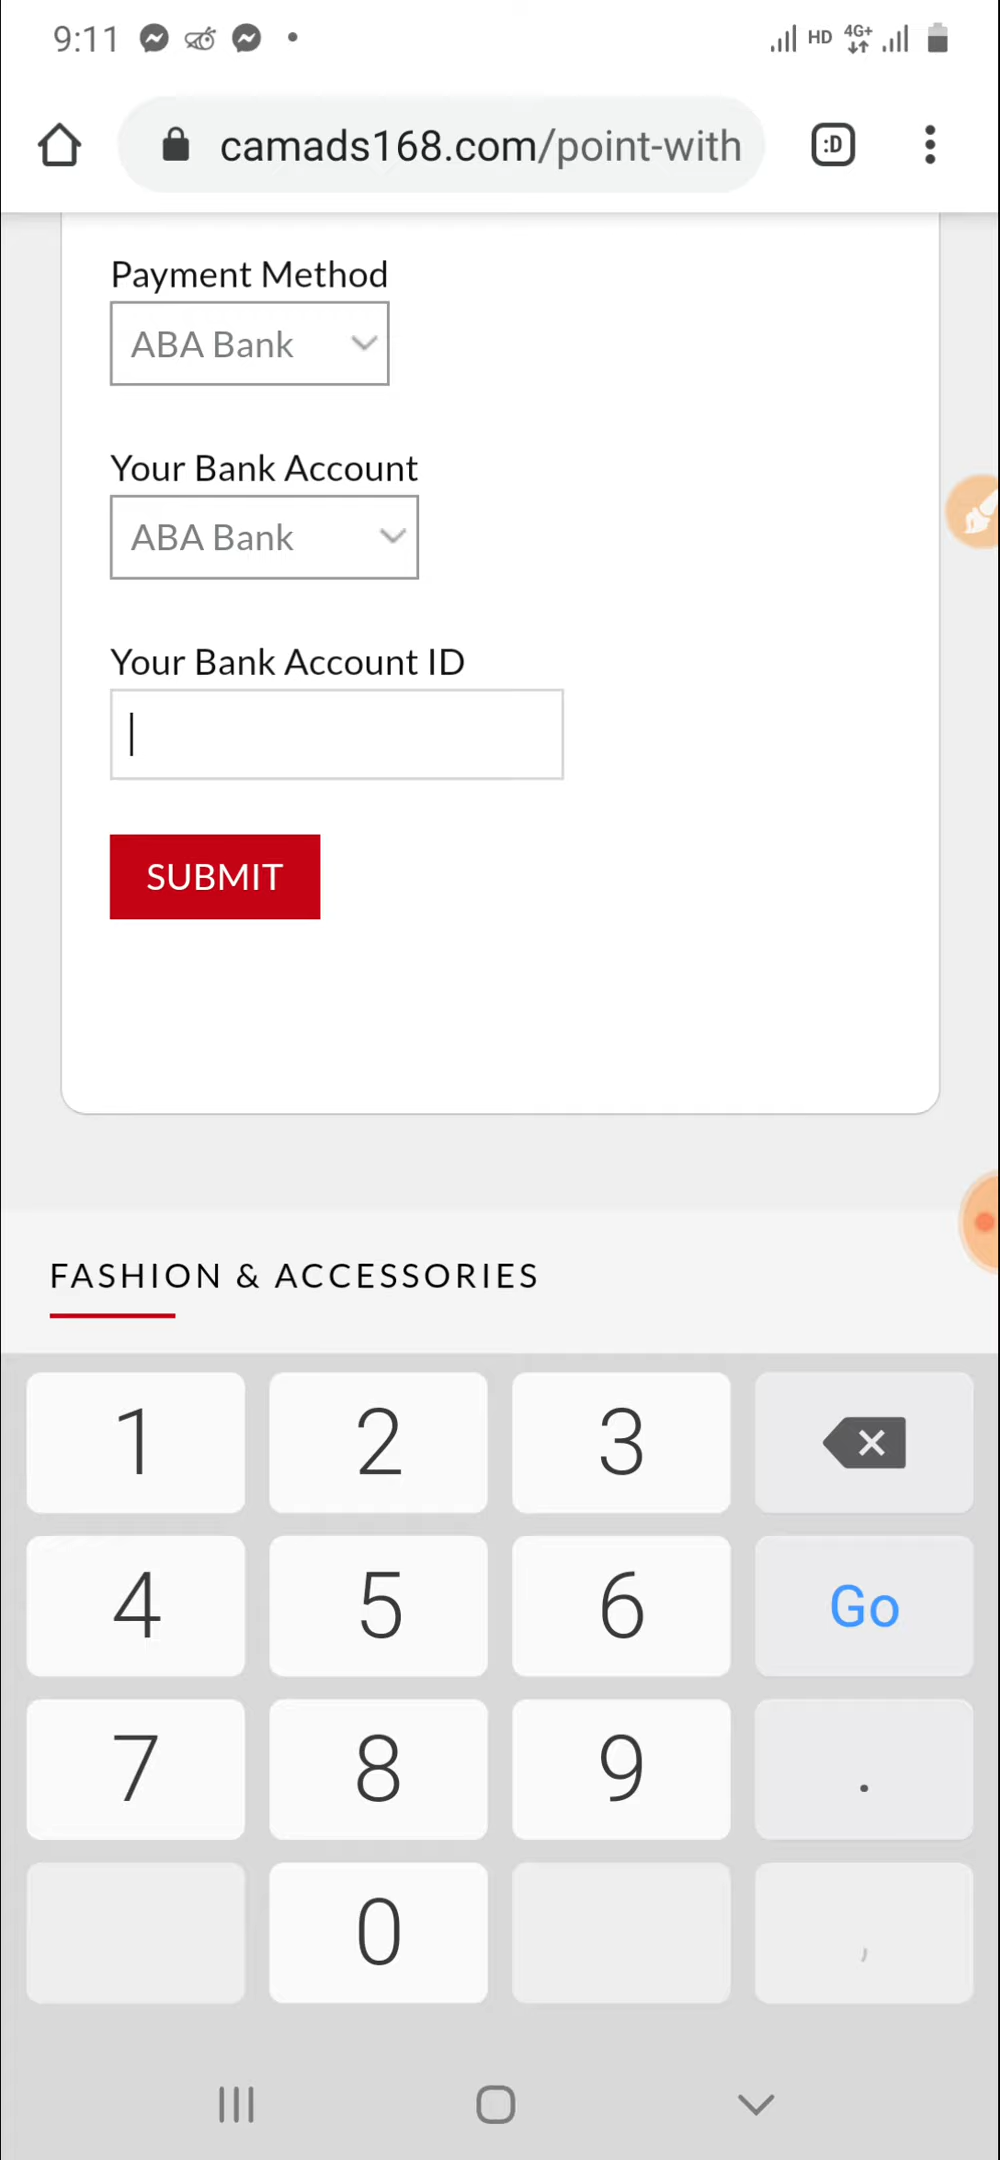 9:11 HD 4G+
camads168.com/point-with :D
Payment Method
ABA Bank
Your Bank Account
ABA Bank
Your Bank Account ID
SUBMIT
FASHION & ACCESSORIES
1 2 3
4 5 6 Go
7 8 9 .
0 ,